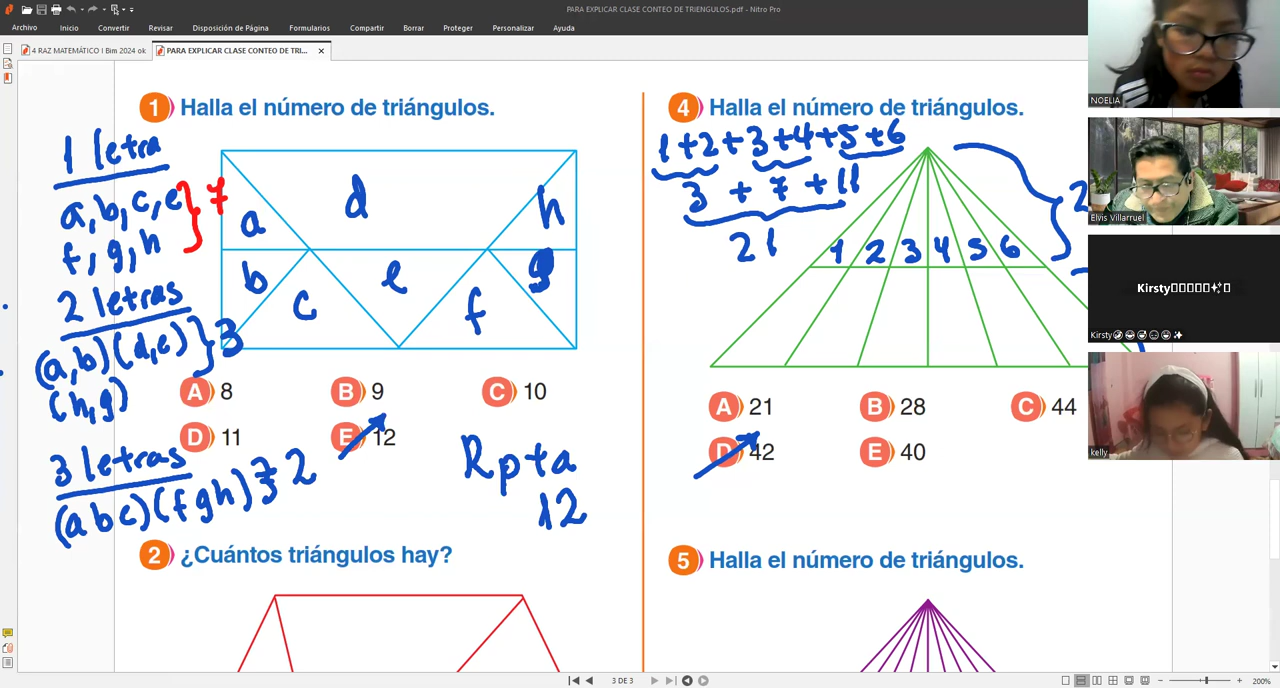 PARA EXPLICAR CLASE CONTEO DE TRIENGULOS.pdf - Nitro Pro
Archivo Inicio Convertir Revisar Disposición de Página Formularios Compartir Borrar Proteger Personalizar Ayuda
4 RAZ MATEMÁTICO I Bim 2024 ok
PARA EXPLICAR CLASE CONTEO DE TRI...
1 Halla el número de triángulos.
1 letra
a, b, c, e
f, g, h
7
2 letras
(a, b) (d, e)
(h, g)
3
3 letras
(a b c) (f g h)
2
a
d
h
b
c
e
f
g
A 8
B 9
C 10
D 11
E 12
Rpta
12
2 ¿Cuántos triángulos hay?
4 Halla el número de triángulos.
1 + 2 + 3 + 4 + 5 + 6
3 + 7 + 11
21
1 2 3 4 5 6
2
A 21
B 28
C 44
D 42
E 40
5 Halla el número de triángulos.
NOELIA
Elvis Villarruel
Kirsty
Kirsty
kelly
3 DE 3
200%